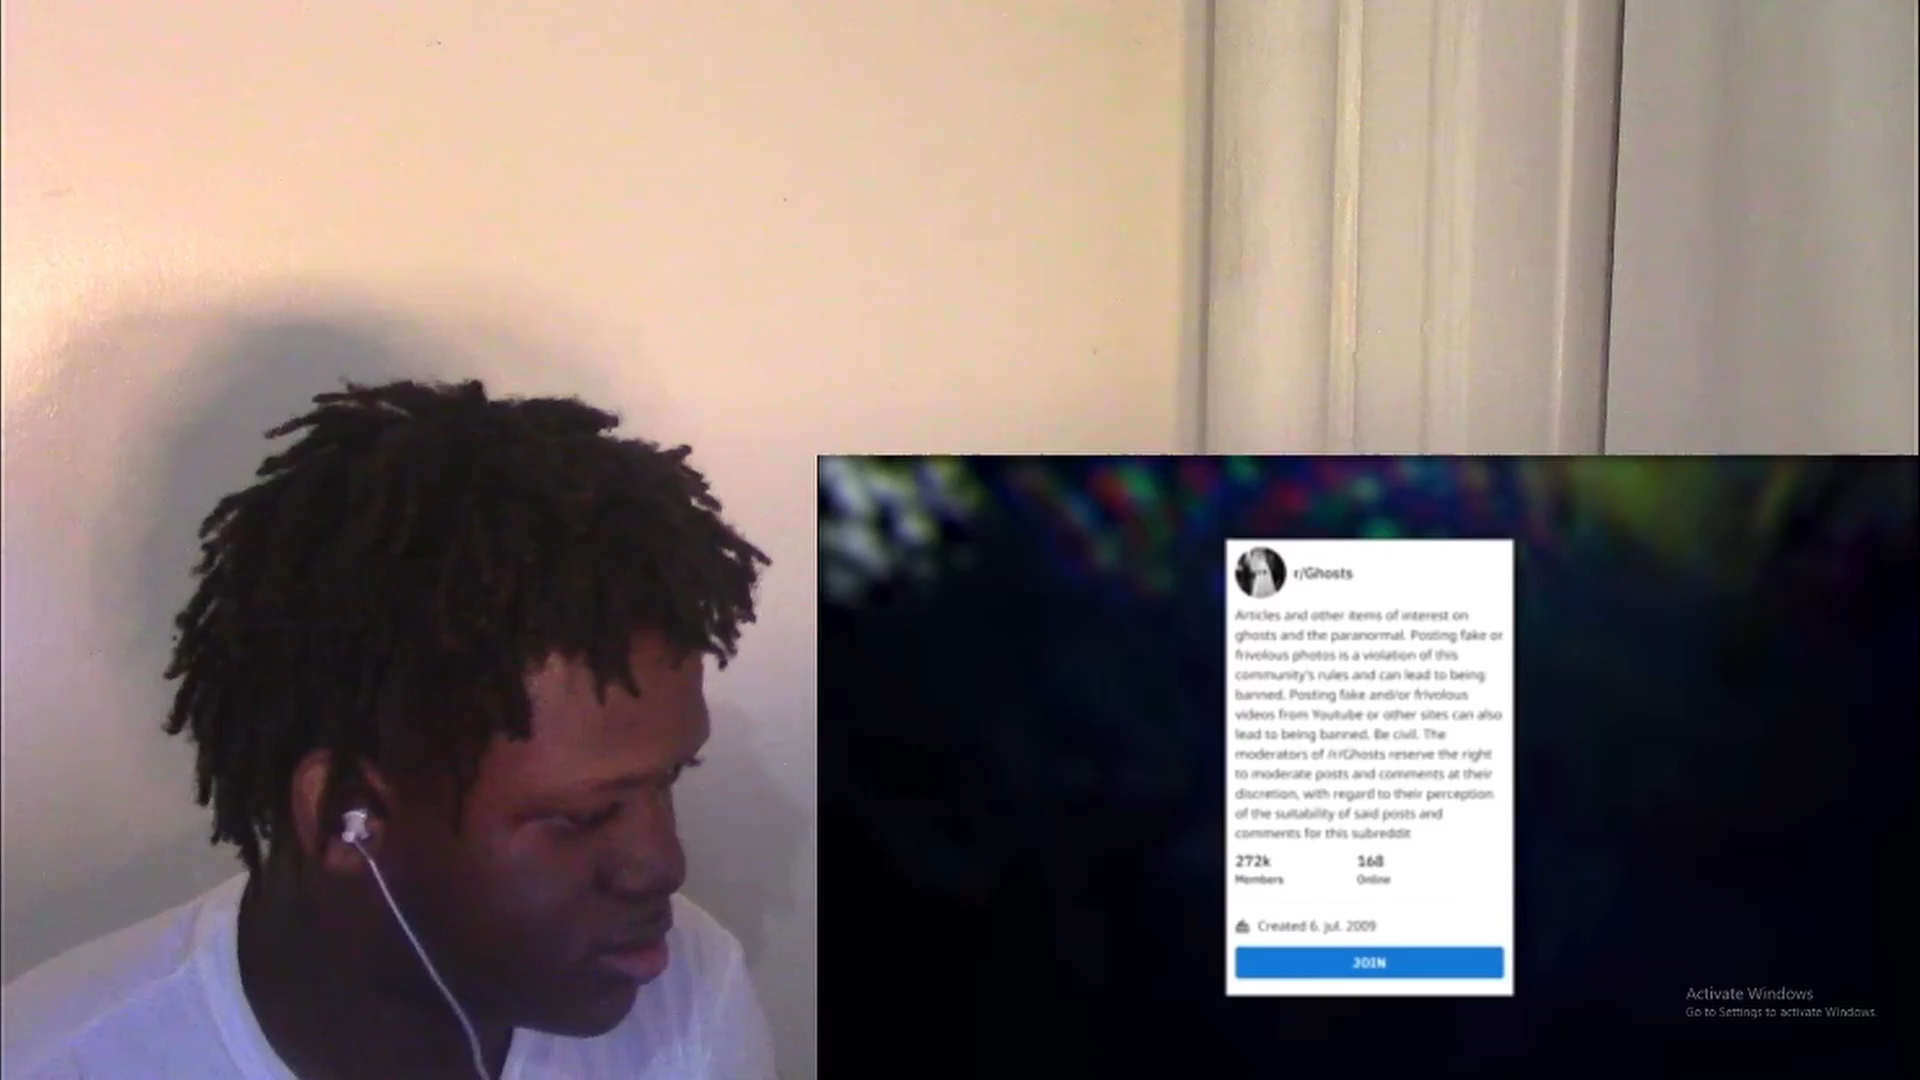 r/Ghosts
Articles and other items of interest on
ghosts and the paranormal. Posting fake or
frivolous photos is a violation of this
community's rules and can lead to being
banned. Posting fake and/or frivolous
videos from Youtube or other sites can also
lead to being banned. Be civil. The
moderators of /r/Ghosts reserve the right
to moderate posts and comments at their
discretion, with regard to their perception
of the suitability of said posts and
comments for this subreddit
272k 168
Members Online
Created 6. jul. 2009
JOIN
Activate Windows
Go to Settings to activate Windows.